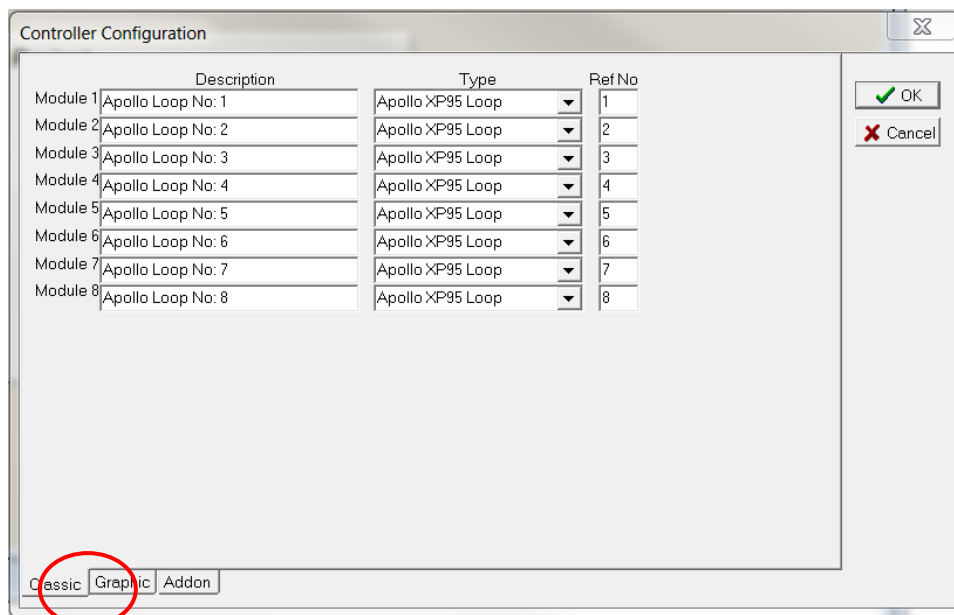 Controller Configuration
Description Type Ref No
Module 1 Apollo Loop No: 1 Apollo XP95 Loop 1
OK
Module 2 Apollo Loop No: 2 Apollo XP95 Loop 2
Cancel
Module 3 Apollo Loop No: 3 Apollo XP95 Loop 3
Module 4 Apollo Loop No: 4 Apollo XP95 Loop 4
Module 5 Apollo Loop No: 5 Apollo XP95 Loop 5
Module 6 Apollo Loop No: 6 Apollo XP95 Loop 6
Module 7 Apollo Loop No: 7 Apollo XP95 Loop 7
Module 8 Apollo Loop No: 8 Apollo XP95 Loop 8
Classic Graphic Addon